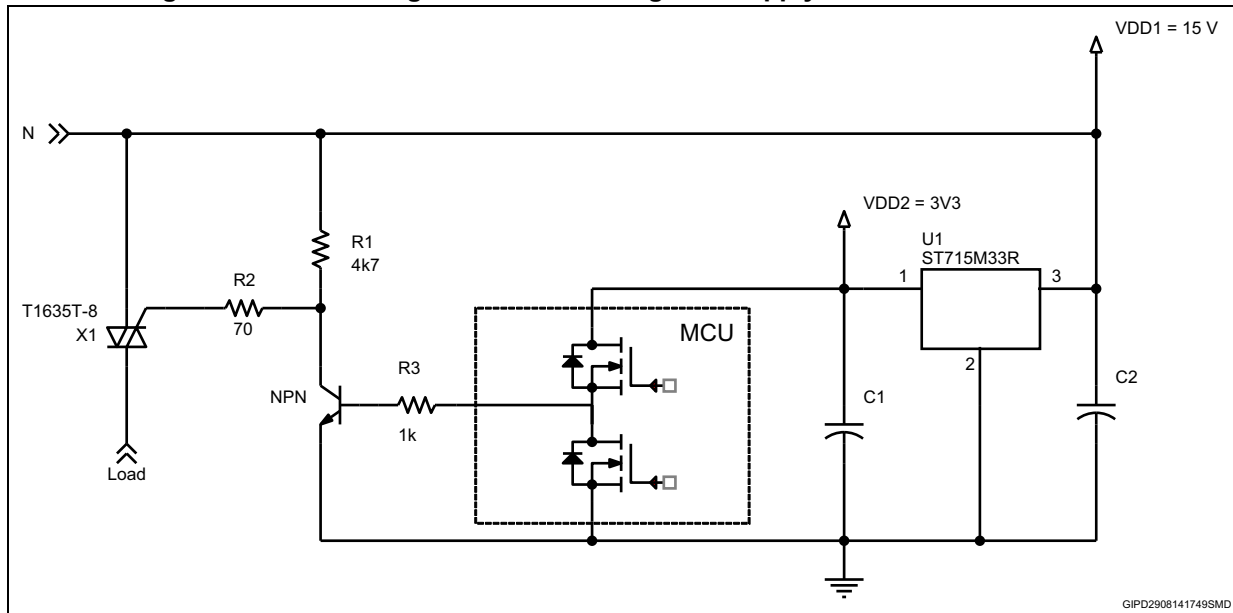 VDD1 = 15 V
N
VDD2 = 3V3
R1
4k7
U1
ST715M33R
1
3
2
R2
70
T1635T-8
X1
MCU
R3
1k
NPN
C1
C2
Load
GIPD2908141749SMD